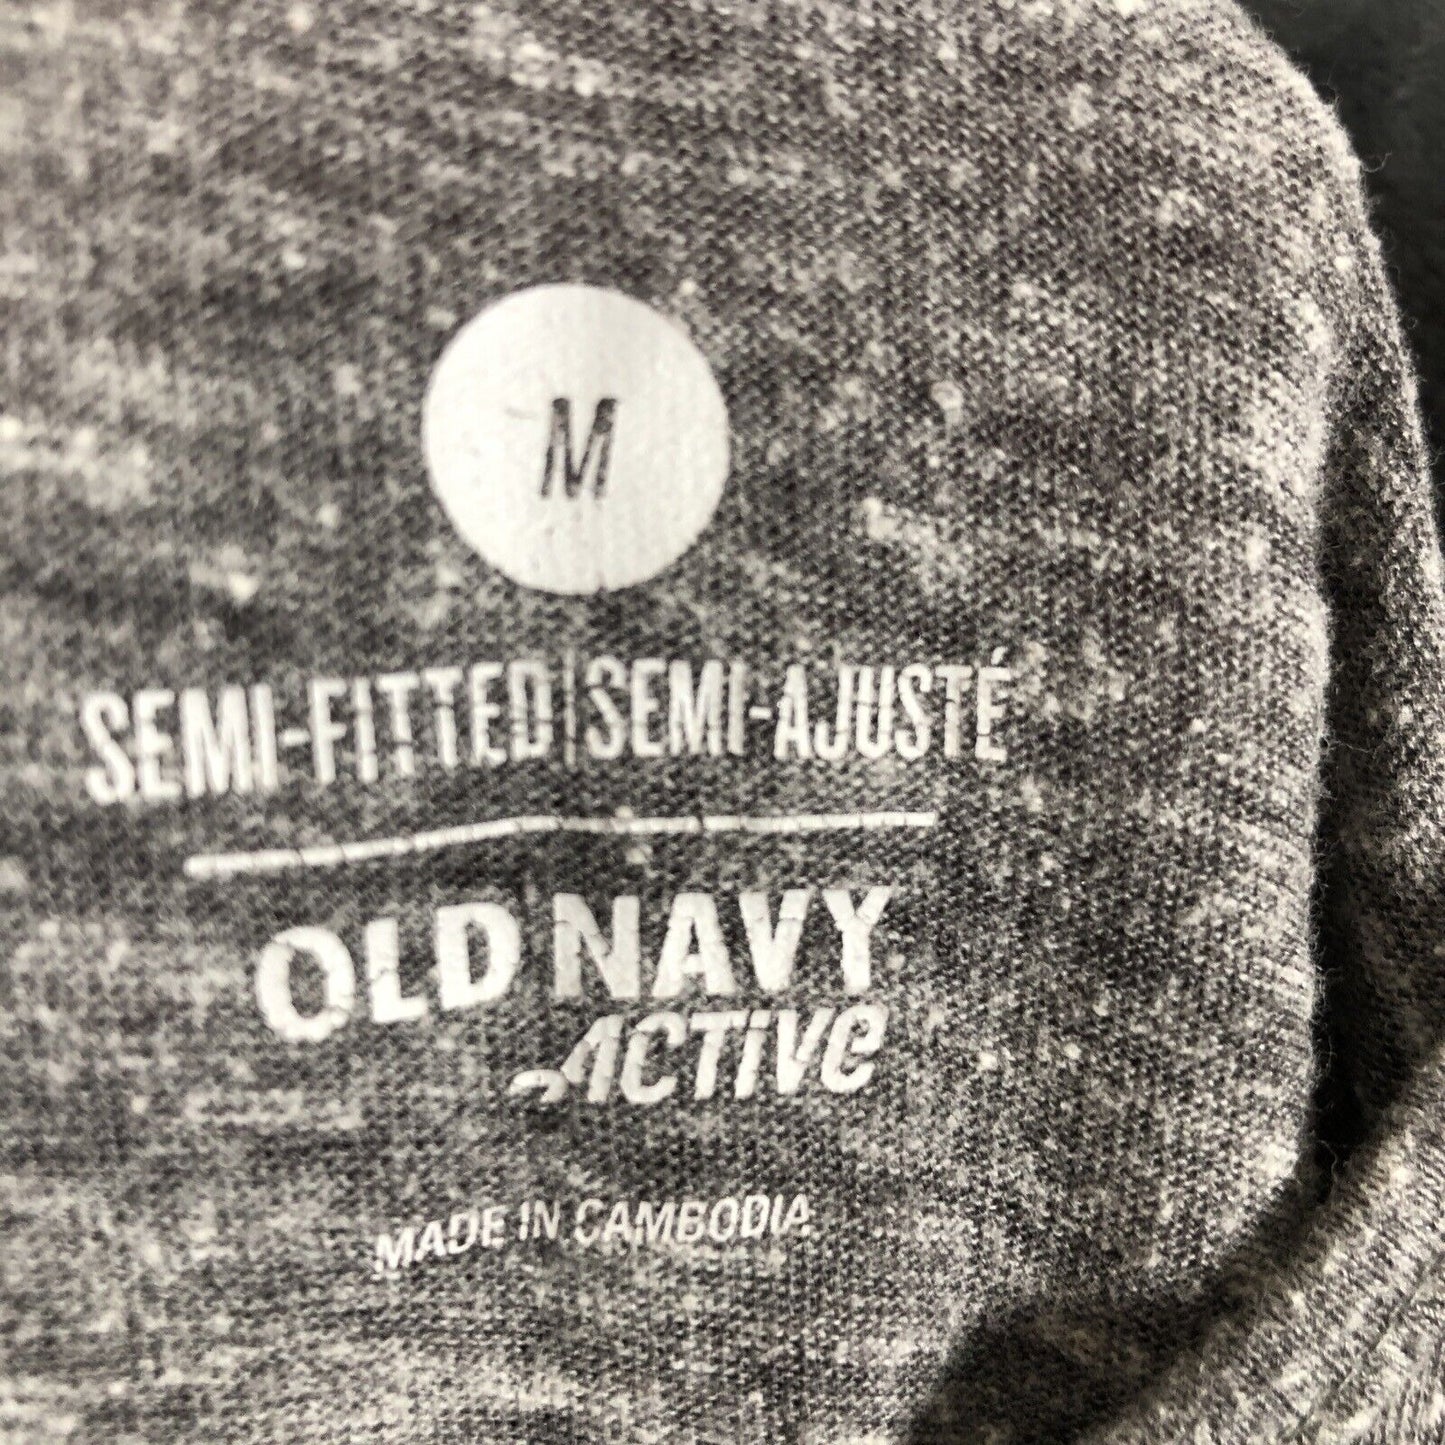 M
SEMI-FITTED|SEMI-AJUSTÉ
OLD NAVY
ACTiVe
MADE IN CAMBODIA